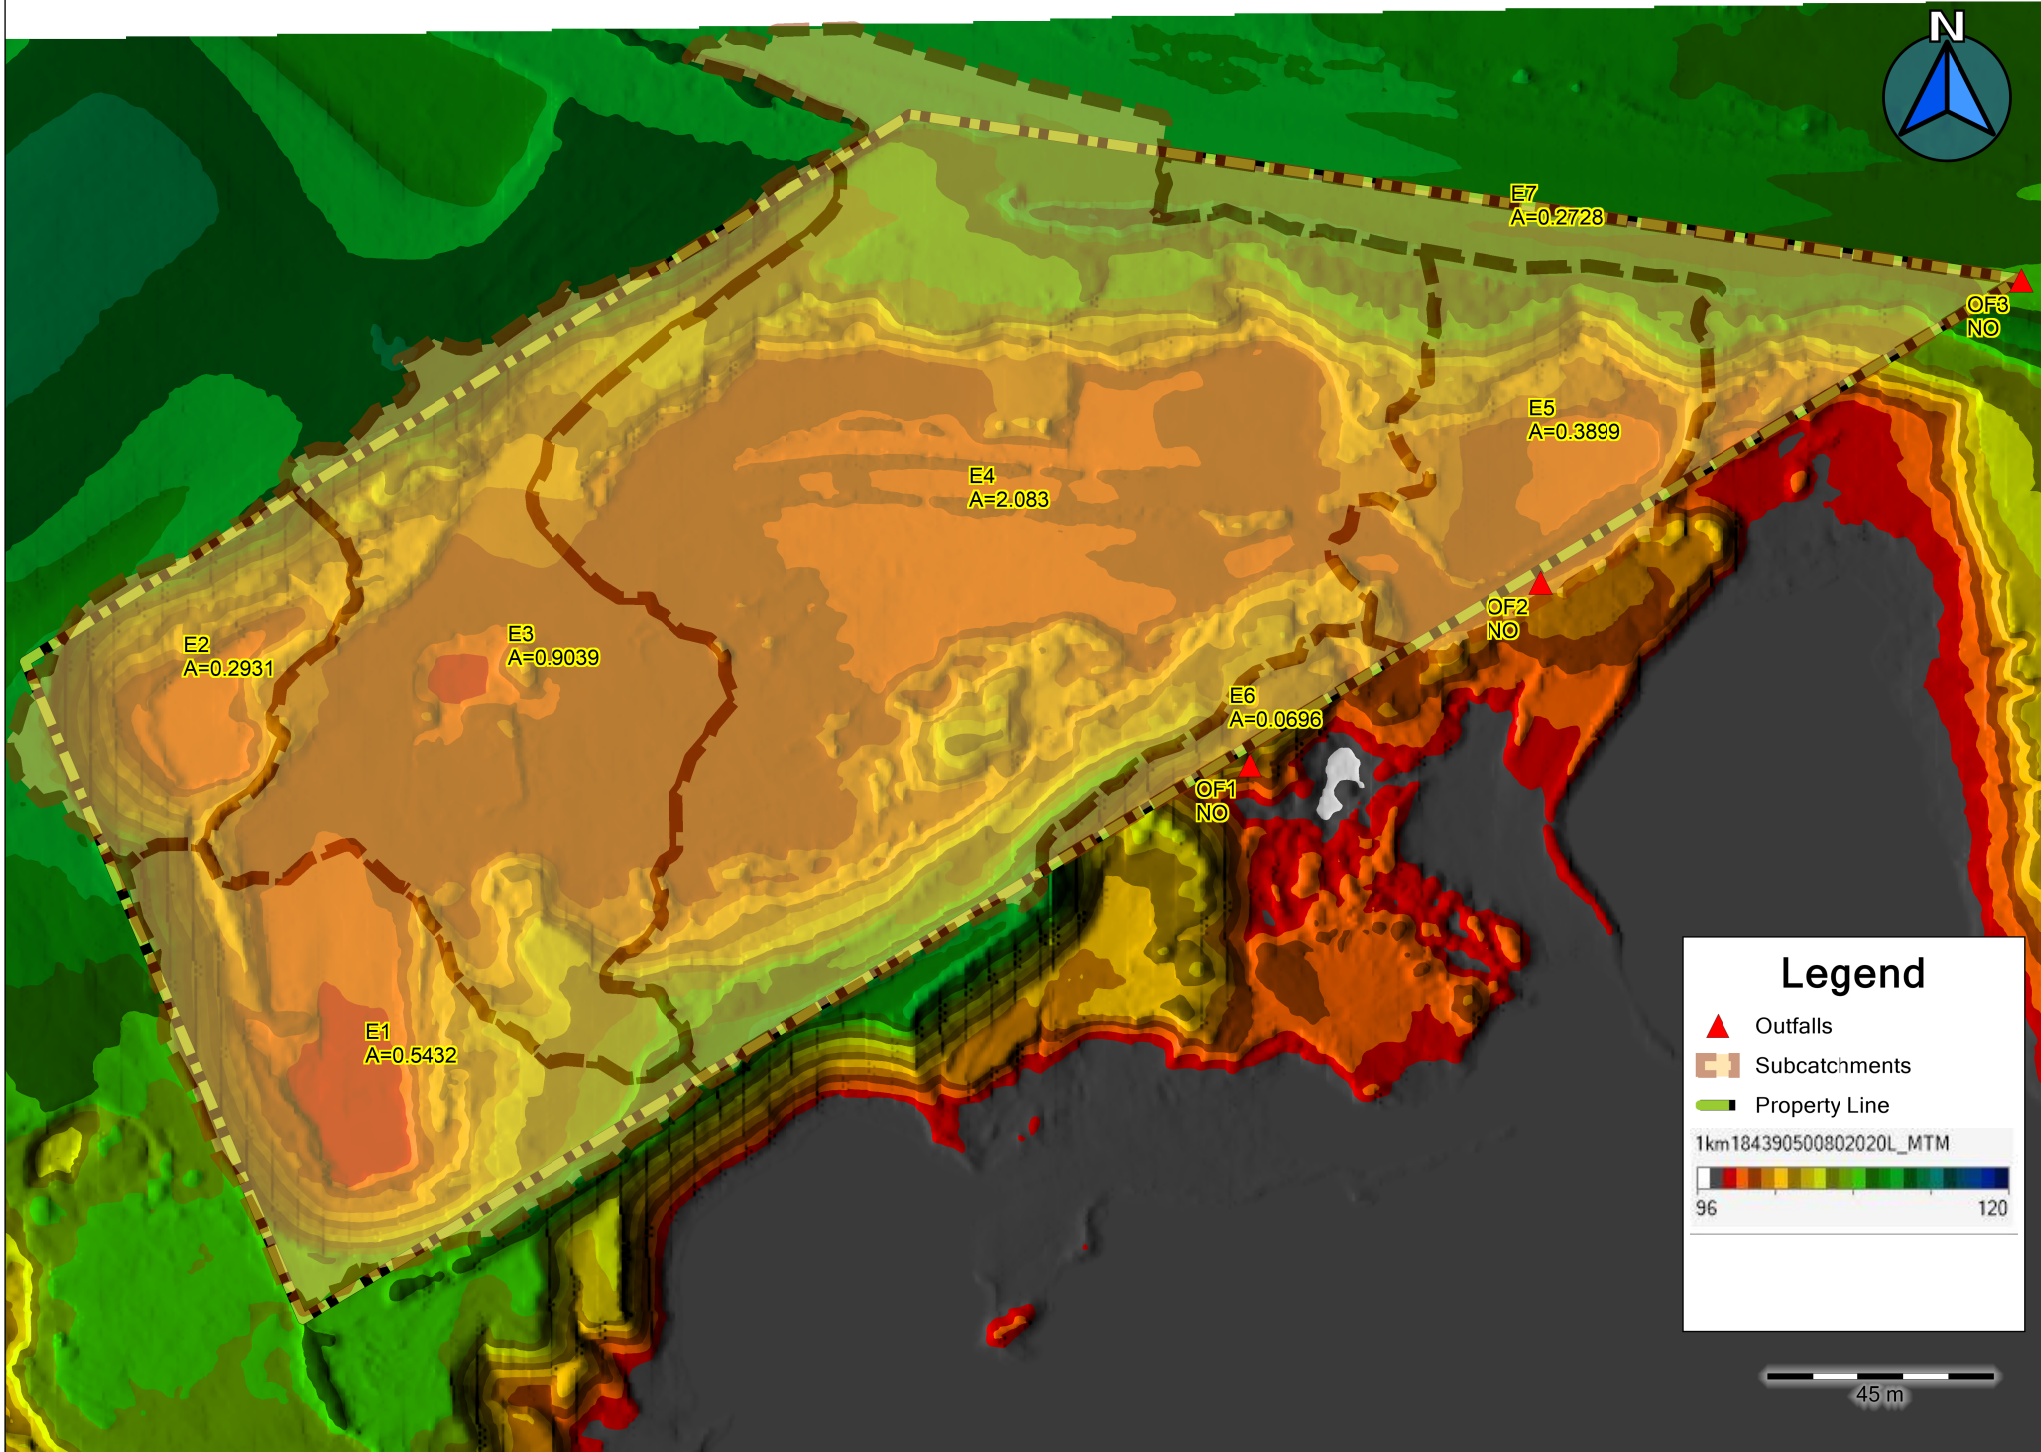 N
E7
A=0.2728
OF3
NO
E5
A=0.3899
E4
A=2.083
OF2
NO
E3
A=0.9039
E2
A=0.2931
E6
A=0.0696
OF1
NO
E1
A=0.5432
Legend
Outfalls
Subcatchments
Property Line
1km184390500802020L_MTM
96 120
45 m